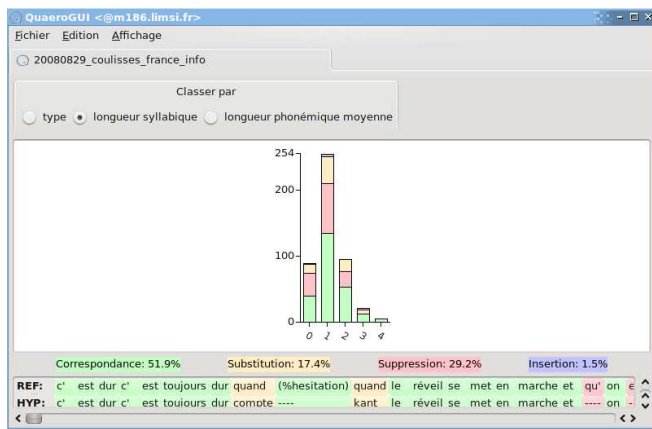 QuaeroGUI <@m186.limsi.fr>
Fichier Edition Affichage
20080829_coulisses_france_info
Classer par
type longueur syllabique longueur phonémique moyenne
254
200
100
0
0 1 2 3 4
Correspondance: 51.9% Substitution: 17.4% Suppression: 29.2% Insertion: 1.5%
REF: c' est dur c' est toujours dur quand (%hesitation) quand le réveil se met en marche et qu' on e
HYP: c' est dur c' est toujours dur compte ---- kant le réveil se met en marche et ---- on -